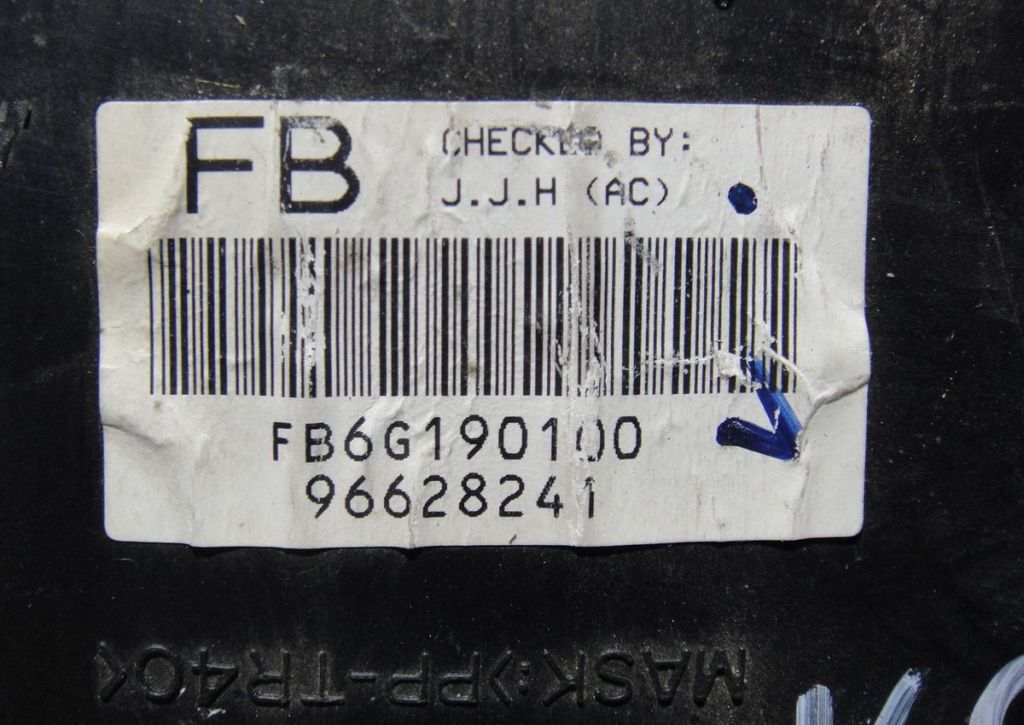 FB
CHECKED BY:
J.J.H (AC)
FB6G190100
96628241
MASK:>PP-TR40<